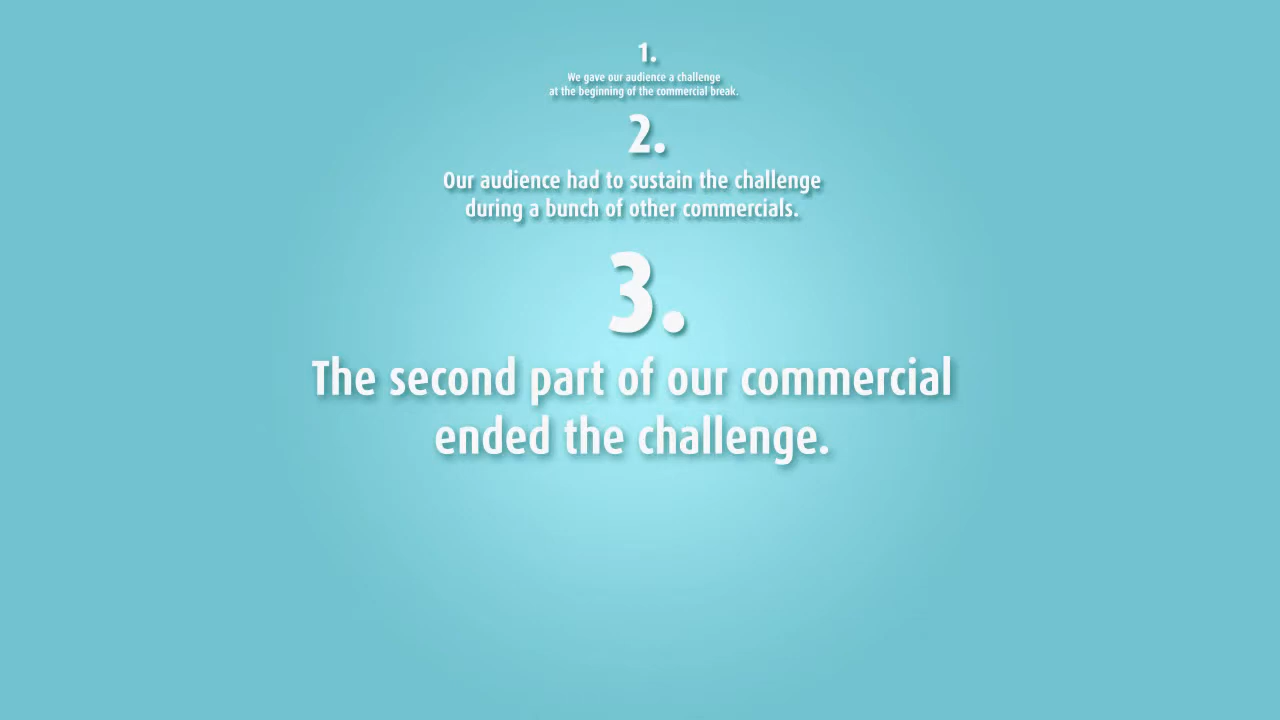 1.
We gave our audience a challenge
at the beginning of the commercial break.
2.
Our audience had to sustain the challenge
during a bunch of other commercials.
3.
The second part of our commercial
ended the challenge.